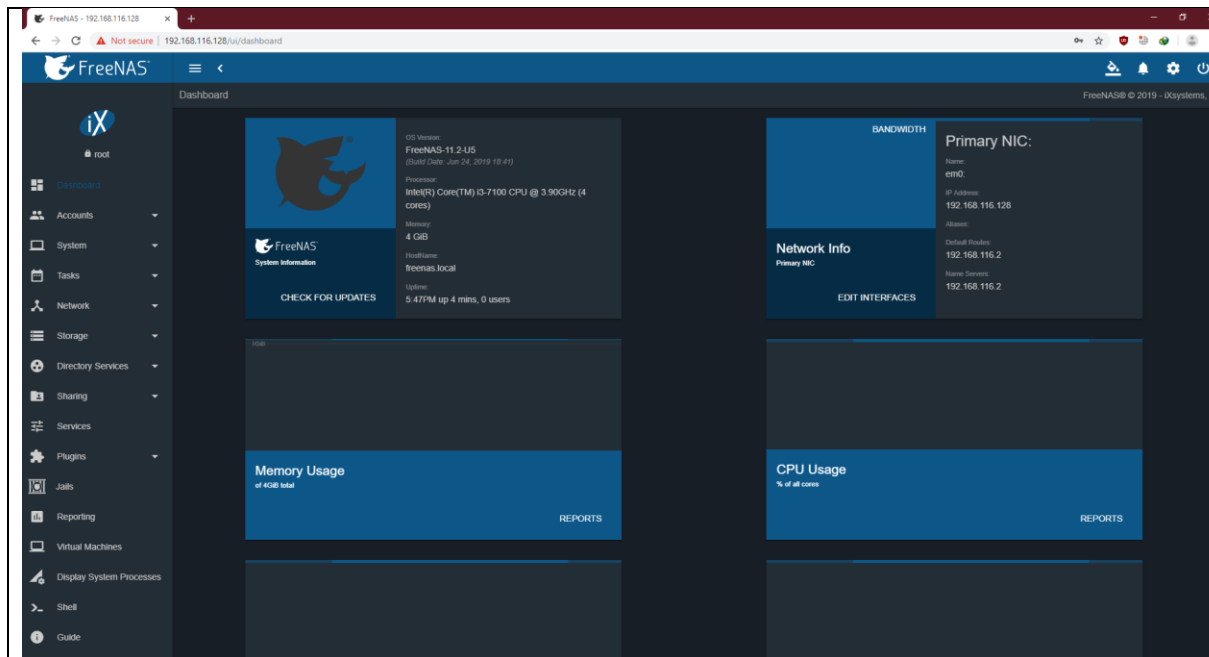 FreeNAS - 192.168.116.128
Not secure | 192.168.116.128/ui/dashboard
FreeNAS
Dashboard
FreeNAS® © 2019 - iXsystems,
iX
root
Dashboard
Accounts
System
Tasks
Network
Storage
Directory Services
Sharing
Services
Plugins
Jails
Reporting
Virtual Machines
Display System Processes
Shell
Guide
FreeNAS
System Information
CHECK FOR UPDATES
OS Version:
FreeNAS-11.2-U5
(Build Date: Jun 24, 2019 18:41)
Processor:
Intel(R) Core(TM) i3-7100 CPU @ 3.90GHz (4
cores)
Memory:
4 GiB
HostName:
freenas.local
Uptime:
5:47PM up 4 mins, 0 users
BANDWIDTH
Network Info
Primary NIC
EDIT INTERFACES
Primary NIC:
Name:
em0:
IP Address:
192.168.116.128
Aliases:
Default Routes:
192.168.116.2
Name Servers:
192.168.116.2
Memory Usage
of 4GiB total
REPORTS
CPU Usage
% of all cores
REPORTS